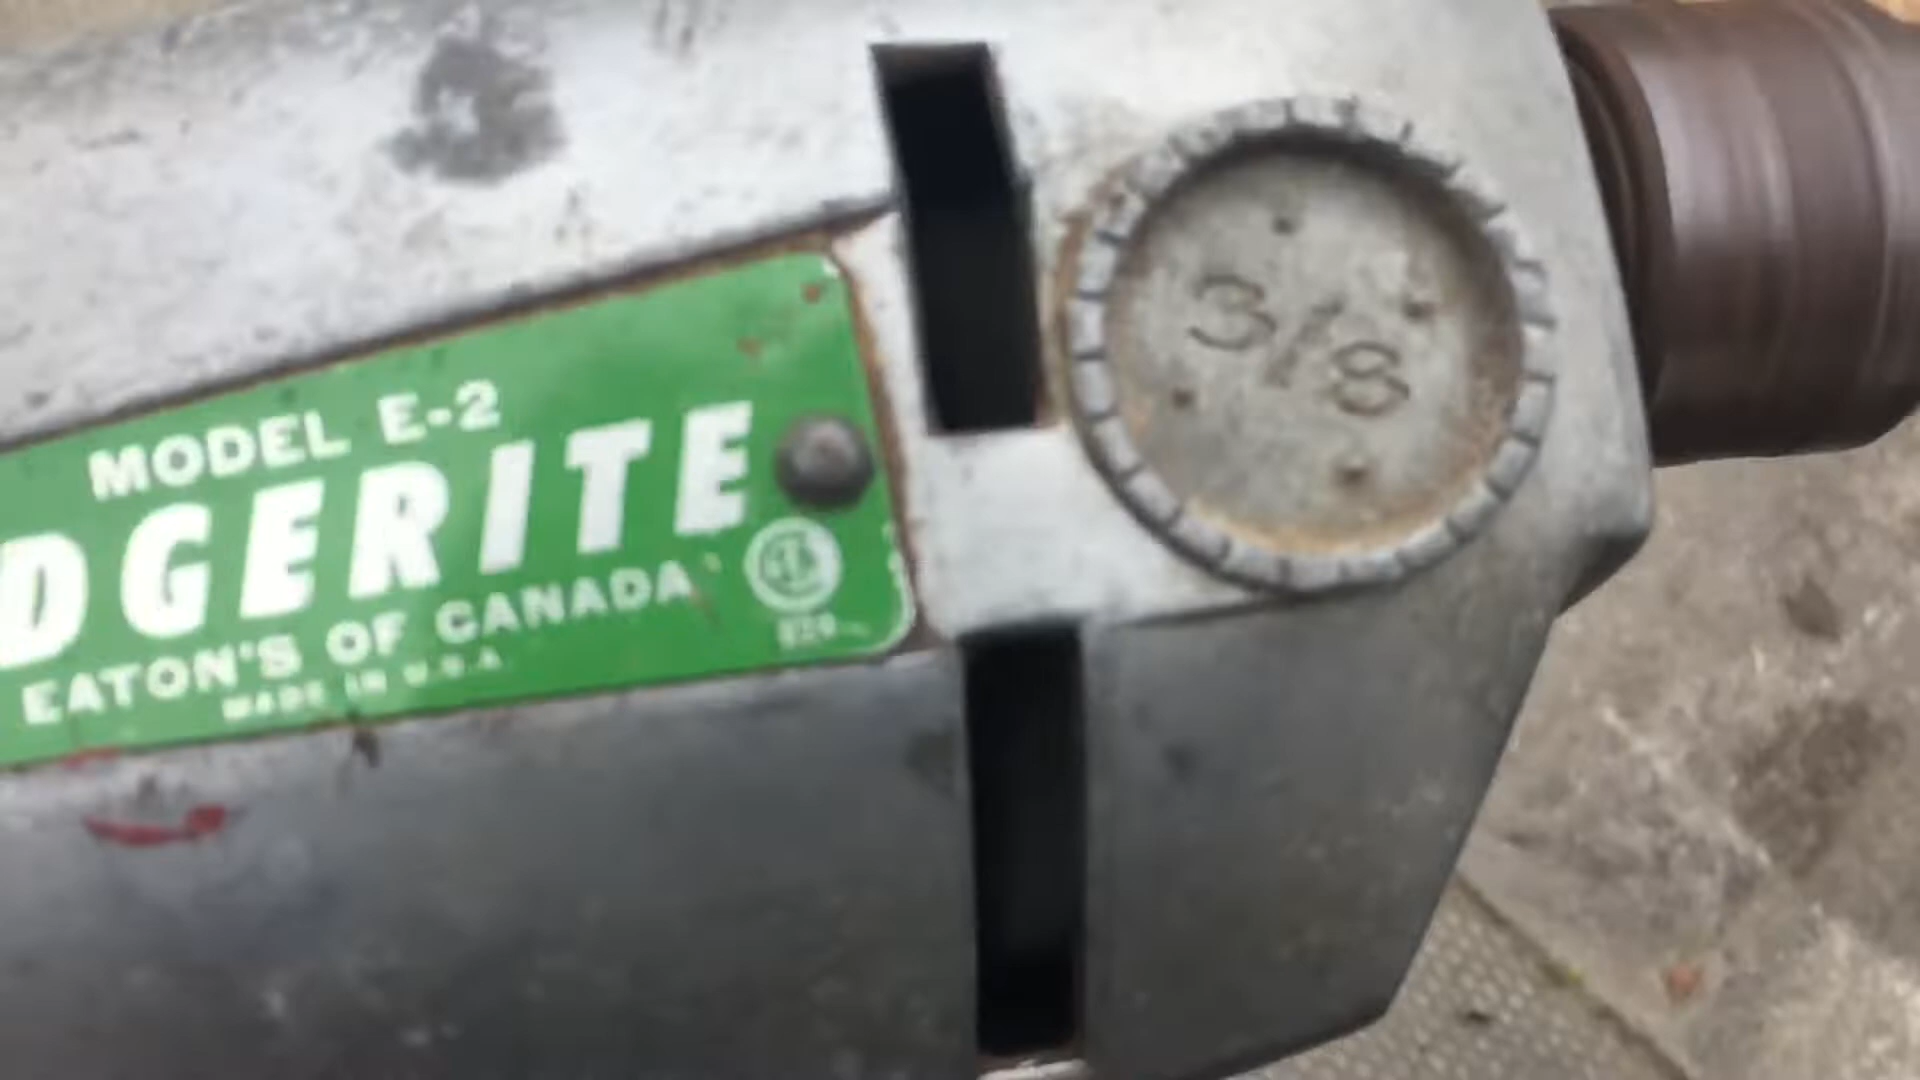 MODEL E-2
DGERITE
EATON'S OF CANADA
MADE IN U.S.A.
3/8